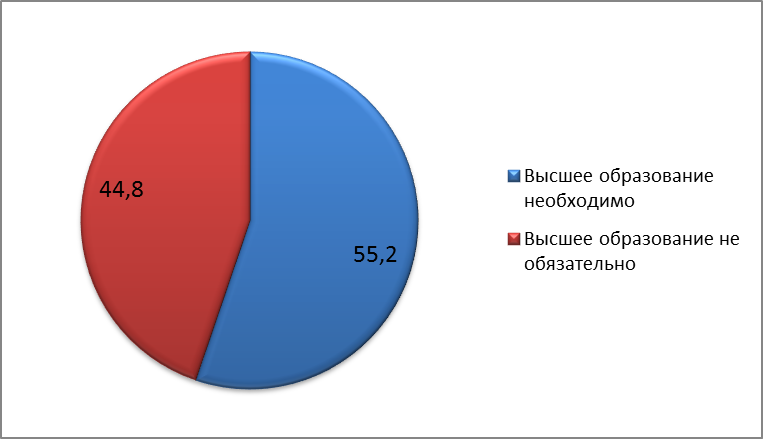 44,8
55,2
Высшее образование
необходимо
Высшее образование не
обязательно